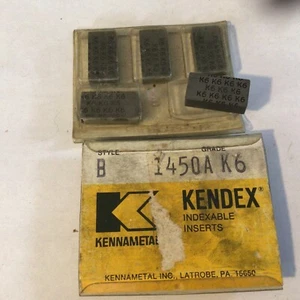 K6 K6 K6 K6
K6 K6 K6
K6 K6 K6 K6
STYLE GRADE
B 1450A K6
KENDEX®
INDEXABLE
INSERTS
KENNAMETAL
KENNAMETAL INC., LATROBE, PA. 15650